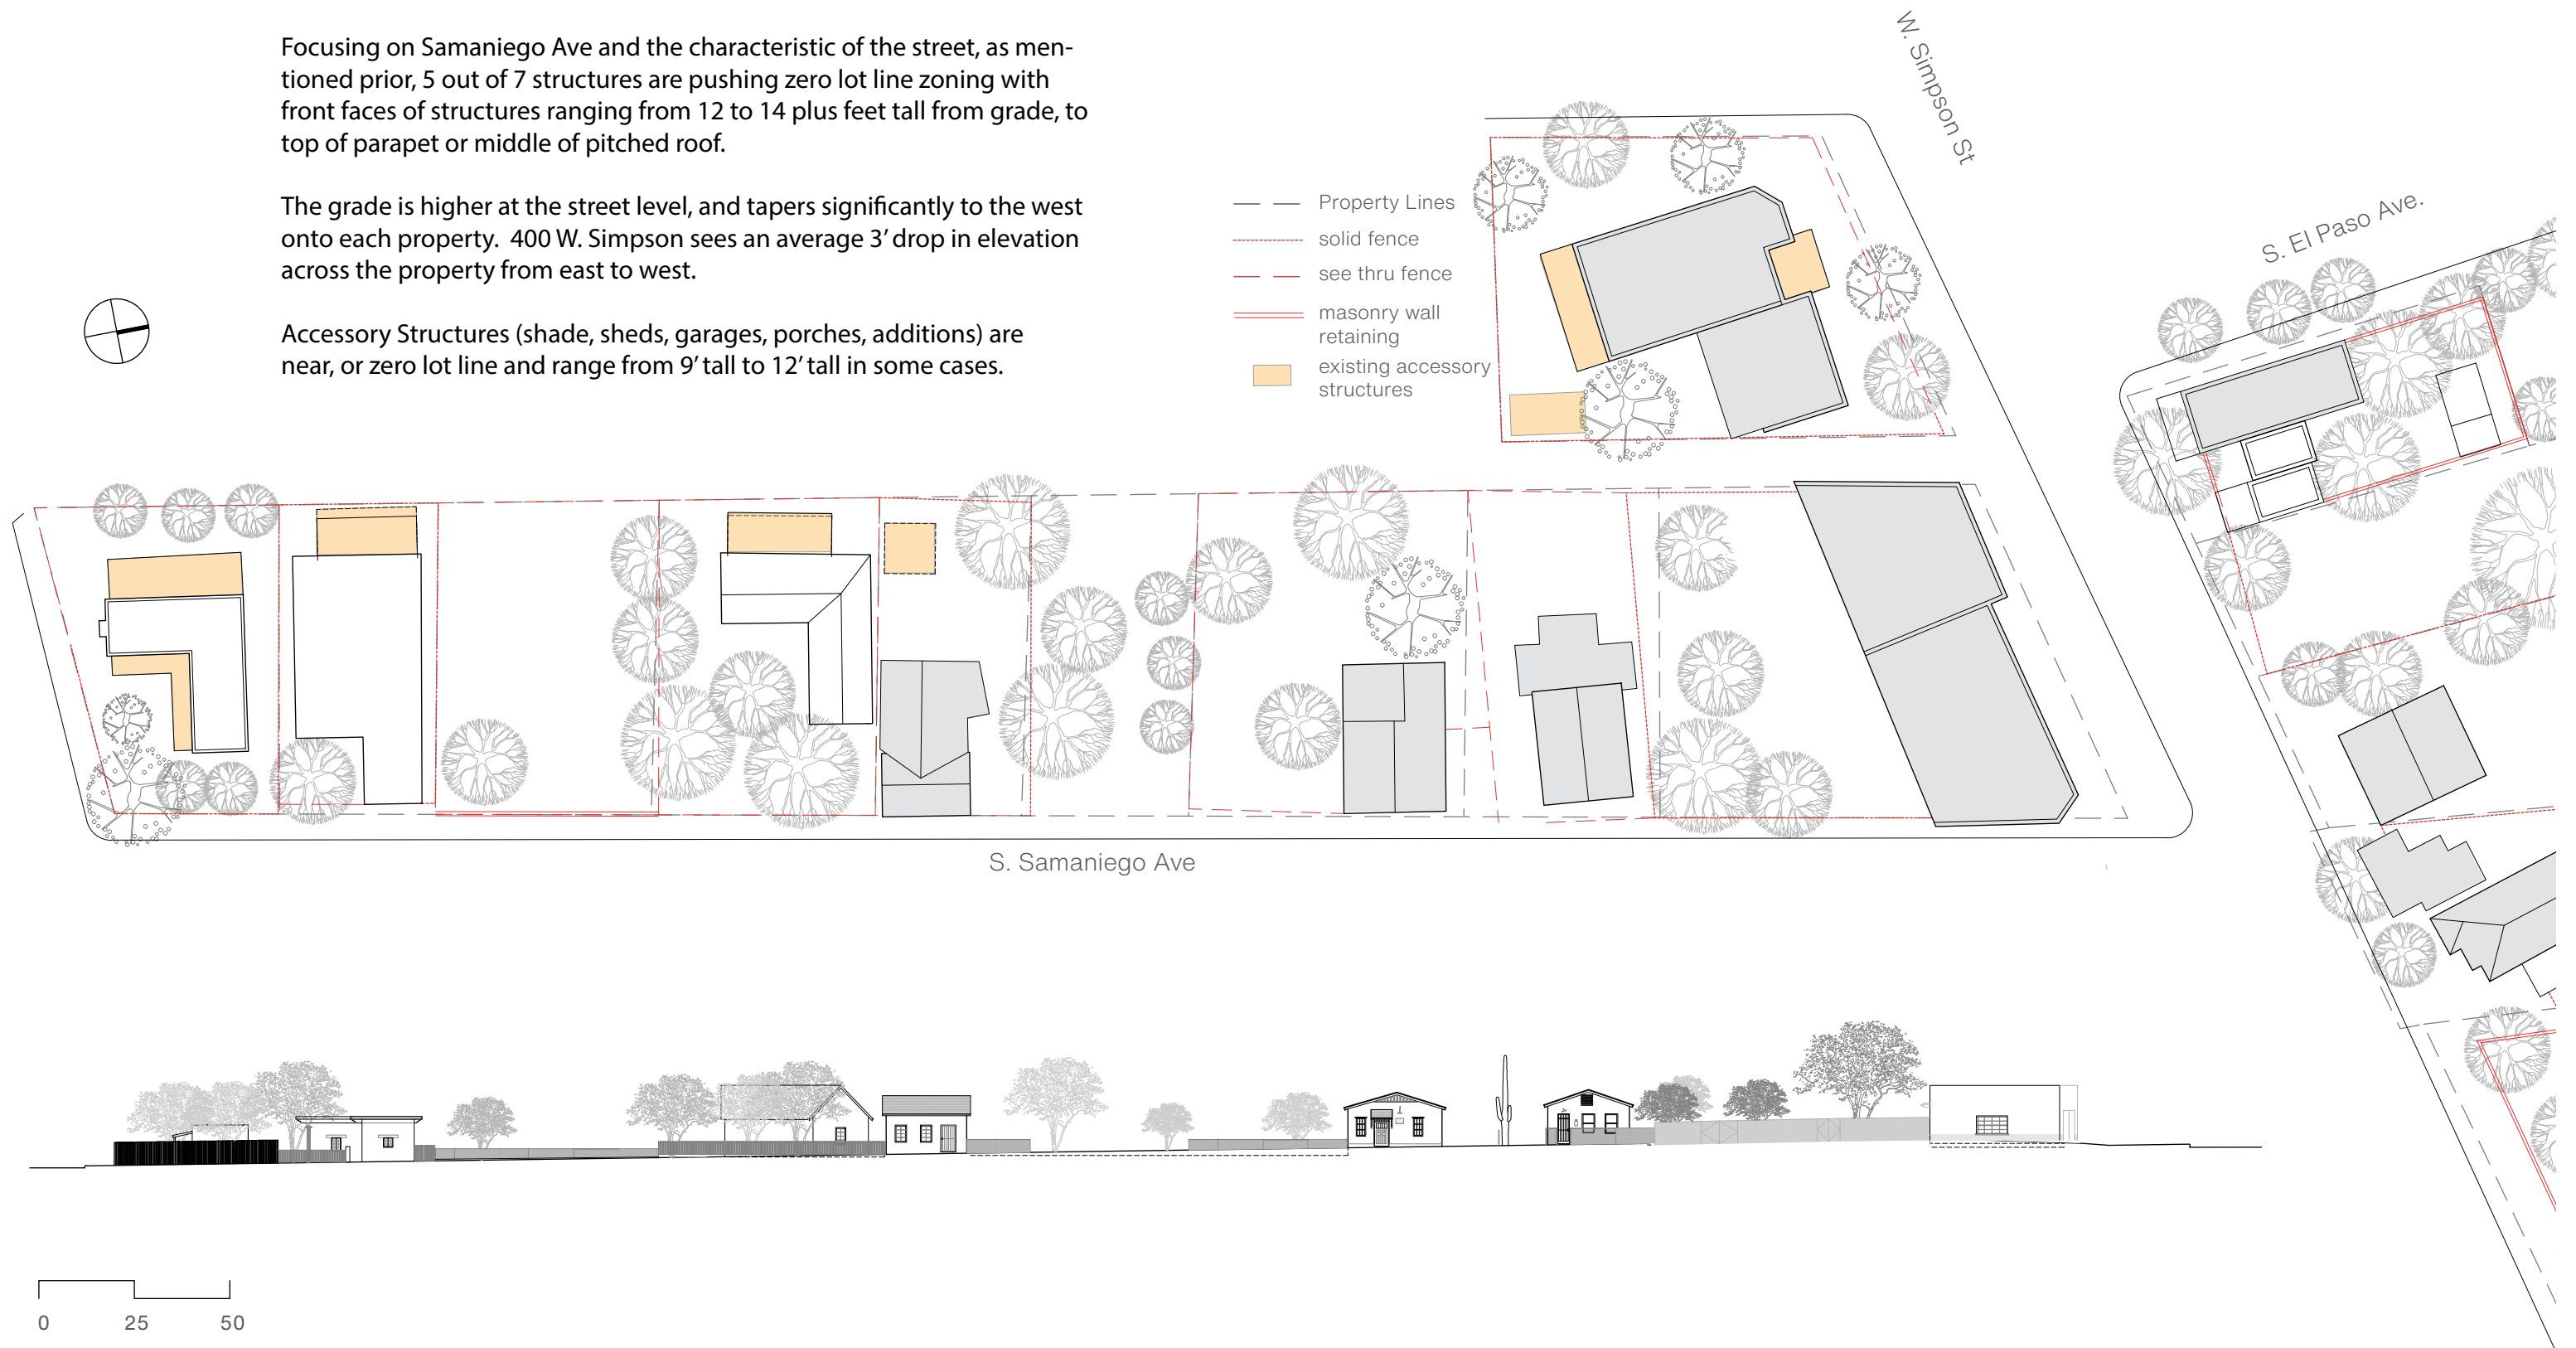 Focusing on Samaniego Ave and the characteristic of the street, as men-
tioned prior, 5 out of 7 structures are pushing zero lot line zoning with
front faces of structures ranging from 12 to 14 plus feet tall from grade, to
top of parapet or middle of pitched roof.
The grade is higher at the street level, and tapers significantly to the west
onto each property.  400 W. Simpson sees an average 3’ drop in elevation
across the property from east to west.
Accessory Structures (shade, sheds, garages, porches, additions) are
near, or zero lot line and range from 9’ tall to 12’ tall in some cases.
Property Lines
solid fence
see thru fence
masonry wall
retaining
existing accessory
structures
W. Simpson St
S. El Paso Ave.
S. Samaniego Ave
0 25 50